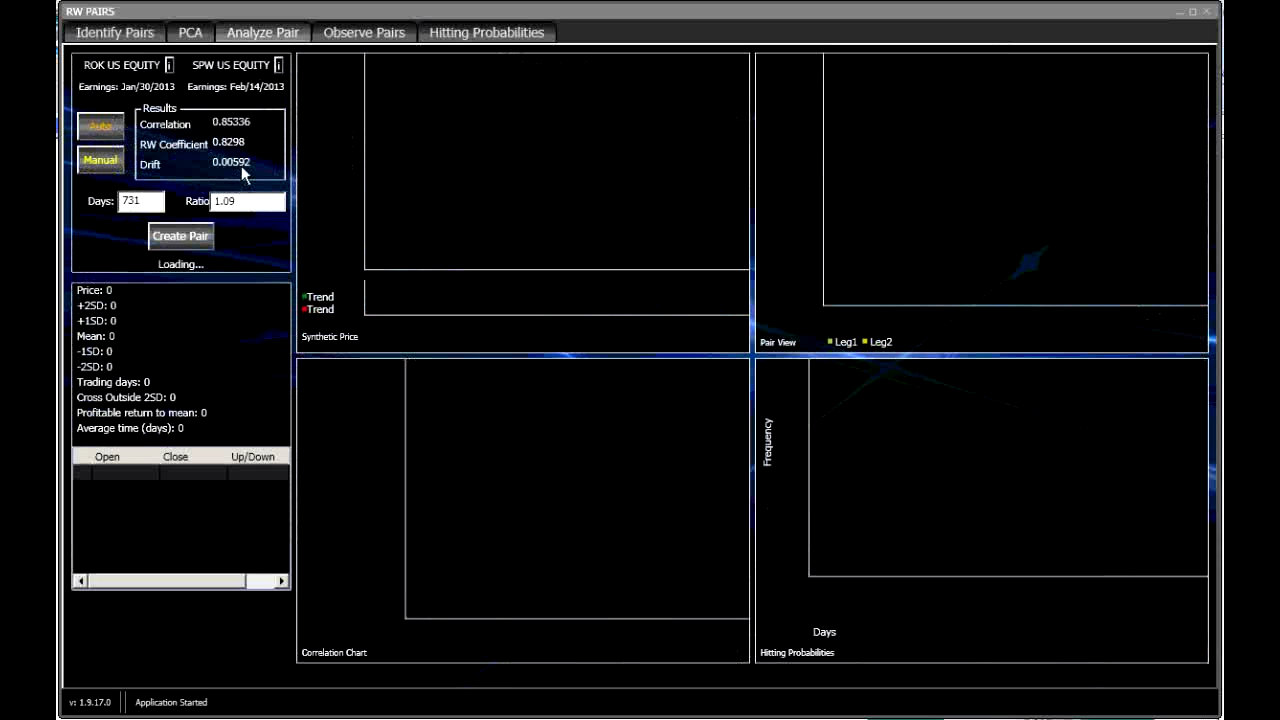 RW PAIRS
Identify Pairs PCA Analyze Pair Observe Pairs Hitting Probabilities
ROK US EQUITY i SPW US EQUITY i
Earnings: Jan/30/2013 Earnings: Feb/14/2013
Results
Auto
Correlation 0.85336
RW Coefficient 0.8298
Manual
Drift 0.00592
Days: 731 Ratio 1.09
Create Pair
Loading...
Price: 0
+2SD: 0
+1SD: 0
Mean: 0
-1SD: 0
-2SD: 0
Trading days: 0
Cross Outside 2SD: 0
Profitable return to mean: 0
Average time (days): 0
Open Close Up/Down
Trend
Trend
Synthetic Price
Leg1 Leg2
Pair View
Correlation Chart
Frequency
Days
Hitting Probabilities
v: 1.9.17.0 Application Started